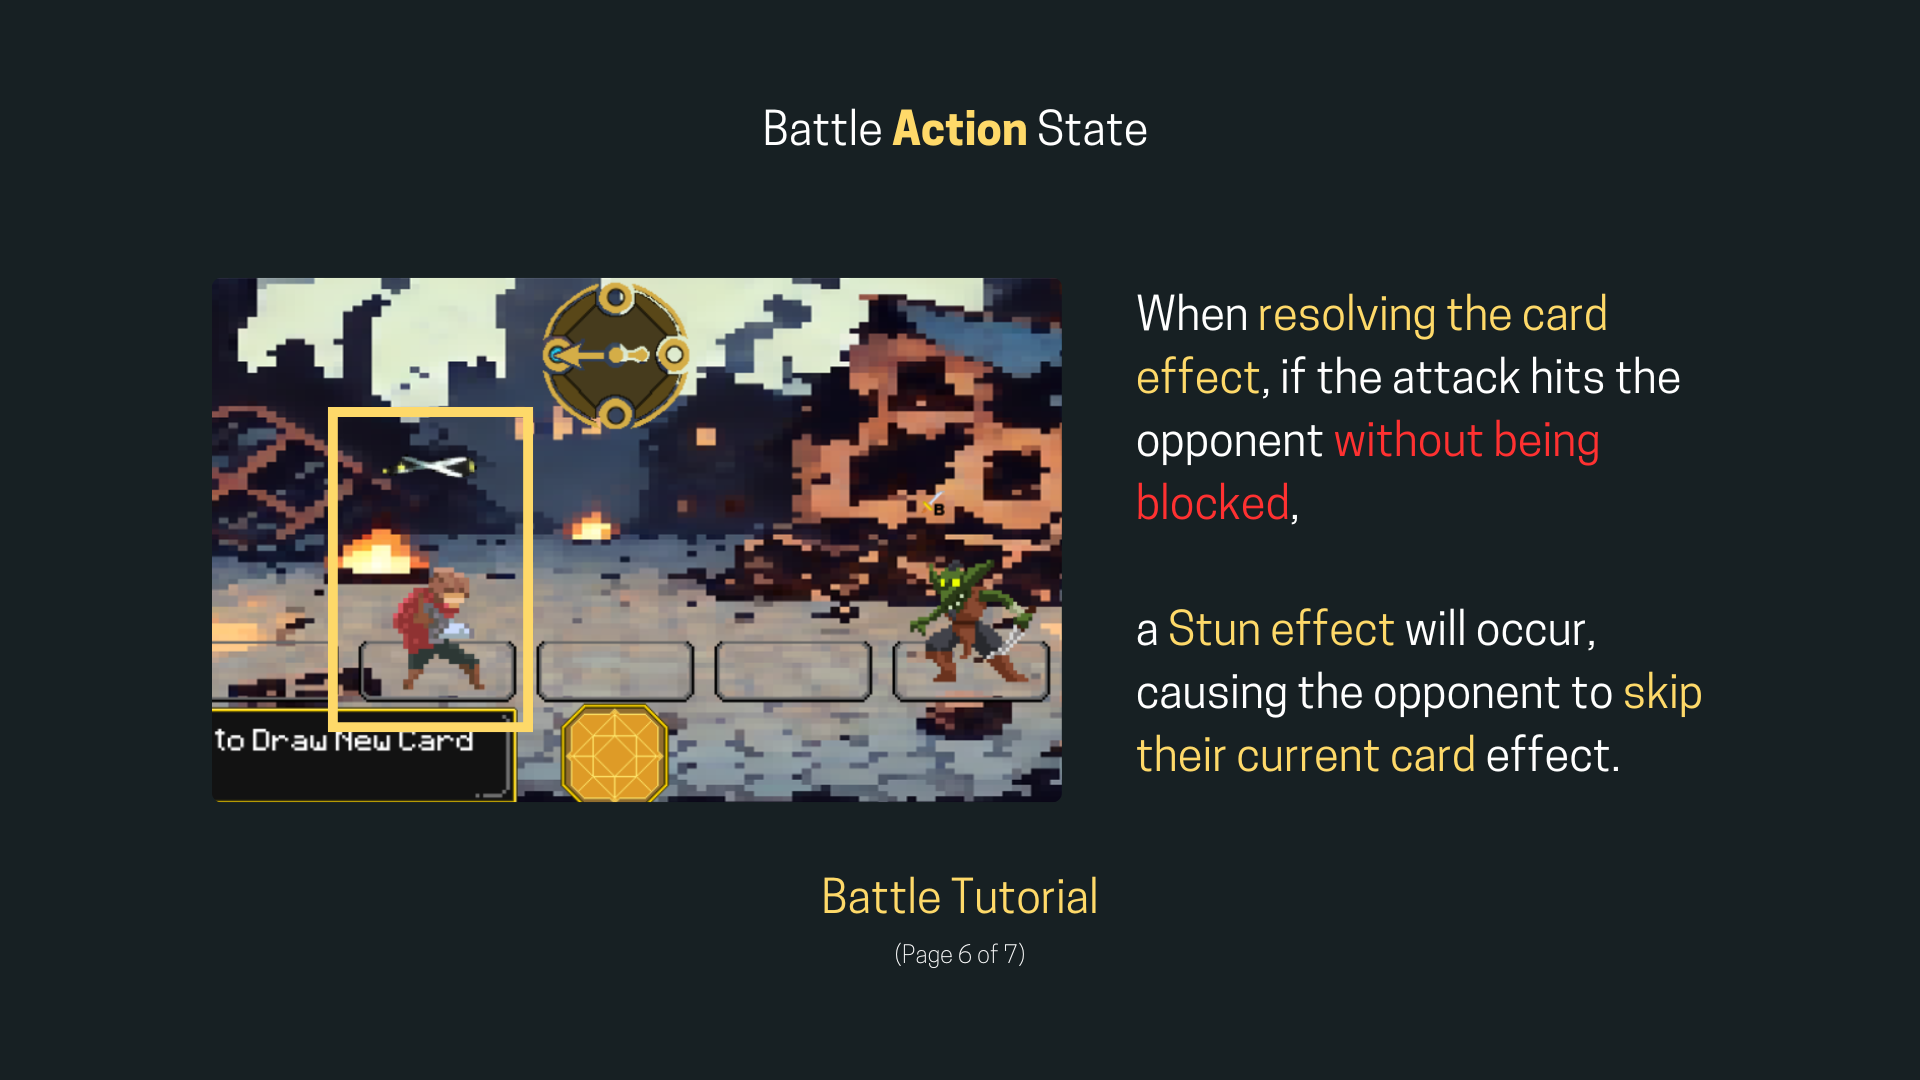 Battle Action State
When resolving the card
effect, if the attack hits the
opponent without being
blocked,
B
a Stun effect will occur,
causing the opponent to skip
their current card effect.
to Draw New Card
Battle Tutorial
(Page 6 of 7)